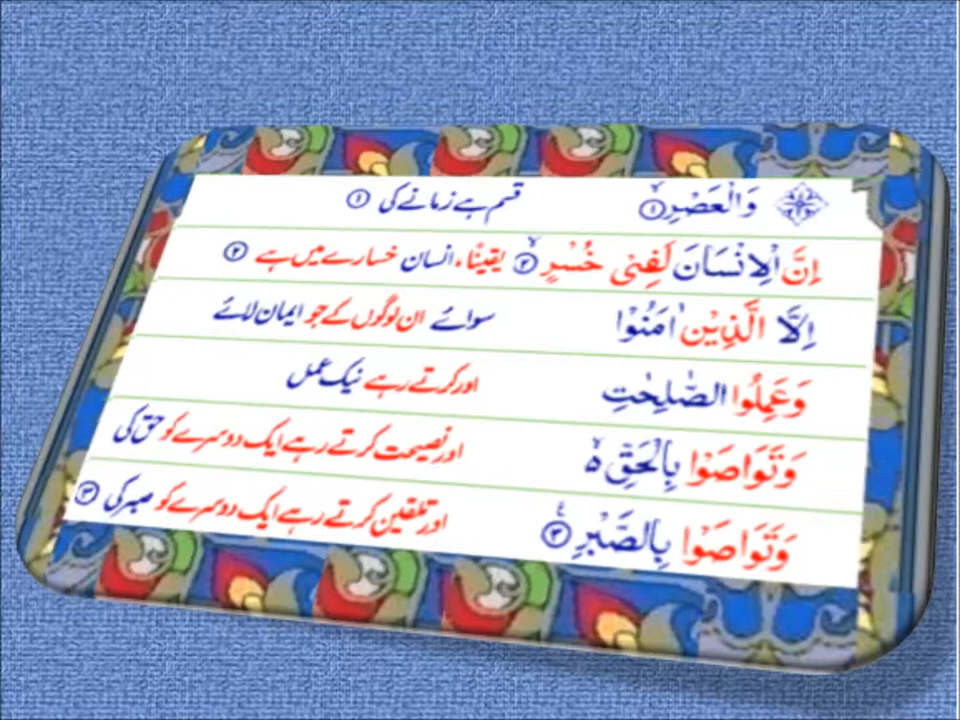 وَالْعَصْرِۙ ۱ قسم ہے زمانے کی ۱
اِنَّ الْاِنْسَانَ لَفِیْ خُسْرٍۙ ۲ یقیناً، انسان خسارے میں ہے ۲
اِلَّا الَّذِیْنَ اٰمَنُوْا سوائے ان لوگوں کے جو ایمان لائے
وَعَمِلُوا الصّٰلِحٰتِ اور کرتے رہے نیک عمل
وَتَوَاصَوْا بِالْحَقِّ ۙ۬ اور نصیحت کرتے رہے ایک دوسرے کو حق کی
وَتَوَاصَوْا بِالصَّبْرِ ۳ ع اور تلقین کرتے رہے ایک دوسرے کو صبر کی ۳